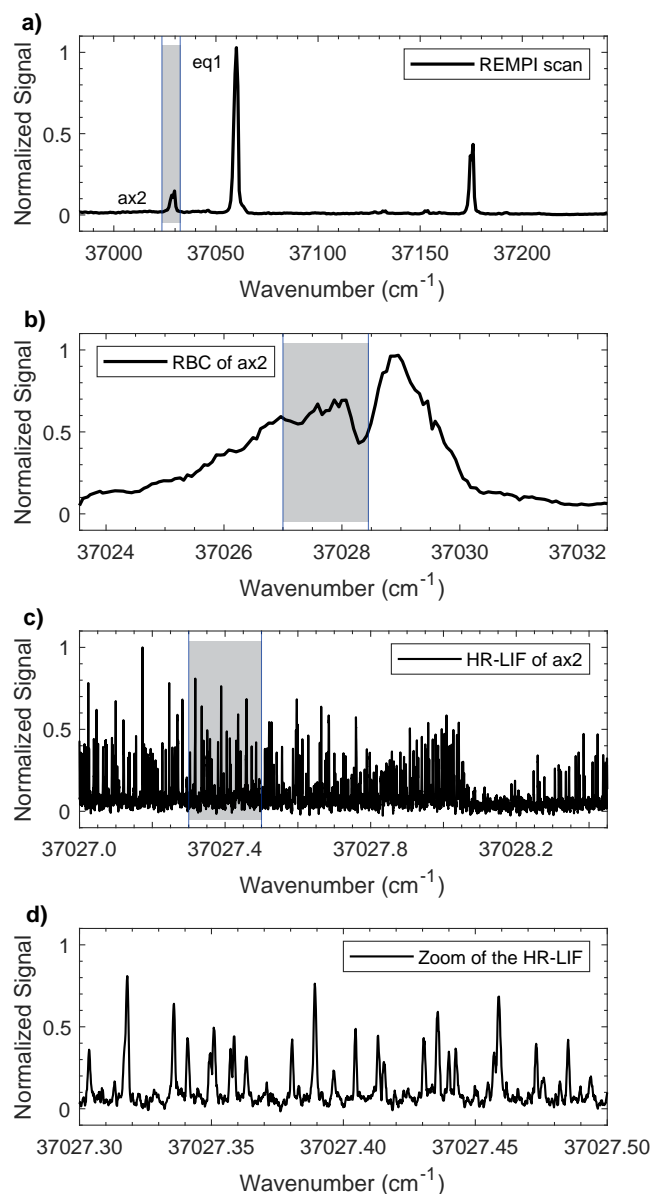 a)
Normalized Signal
1
0.5
0
eq1
ax2
REMPI scan
37000 37050 37100 37150 37200
Wavenumber (cm-1)
b)
Normalized Signal
1
0.5
0
RBC of ax2
37024 37026 37028 37030 37032
Wavenumber (cm-1)
c)
Normalized Signal
1
0.5
0
HR-LIF of ax2
37027.0 37027.4 37027.8 37028.2
Wavenumber (cm-1)
d)
Normalized Signal
1
0.5
0
Zoom of the HR-LIF
37027.30 37027.35 37027.40 37027.45 37027.50
Wavenumber (cm-1)